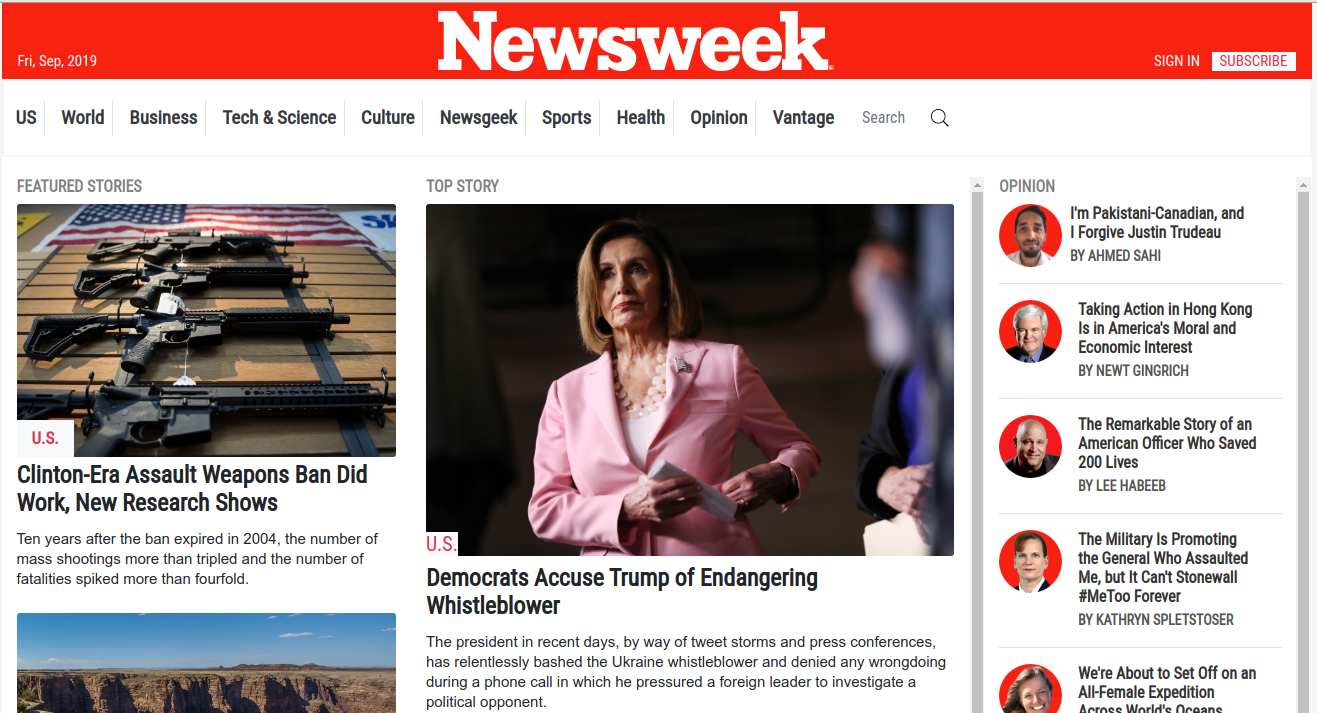 Newsweek
Fri, Sep, 2019
SIGN IN
SUBSCRIBE
US
World
Business
Tech & Science
Culture
Newsgeek
Sports
Health
Opinion
Vantage
Search
FEATURED STORIES
U.S.
Clinton-Era Assault Weapons Ban Did
Work, New Research Shows
Ten years after the ban expired in 2004, the number of
mass shootings more than tripled and the number of
fatalities spiked more than fourfold.
TOP STORY
U.S.
Democrats Accuse Trump of Endangering
Whistleblower
The president in recent days, by way of tweet storms and press conferences,
has relentlessly bashed the Ukraine whistleblower and denied any wrongdoing
during a phone call in which he pressured a foreign leader to investigate a
political opponent.
OPINION
I'm Pakistani-Canadian, and
I Forgive Justin Trudeau
BY AHMED SAHI
Taking Action in Hong Kong
Is in America's Moral and
Economic Interest
BY NEWT GINGRICH
The Remarkable Story of an
American Officer Who Saved
200 Lives
BY LEE HABEEB
The Military Is Promoting
the General Who Assaulted
Me, but It Can't Stonewall
#MeToo Forever
BY KATHRYN SPLETSTOSER
We're About to Set Off on an
All-Female Expedition
Across World's Oceans